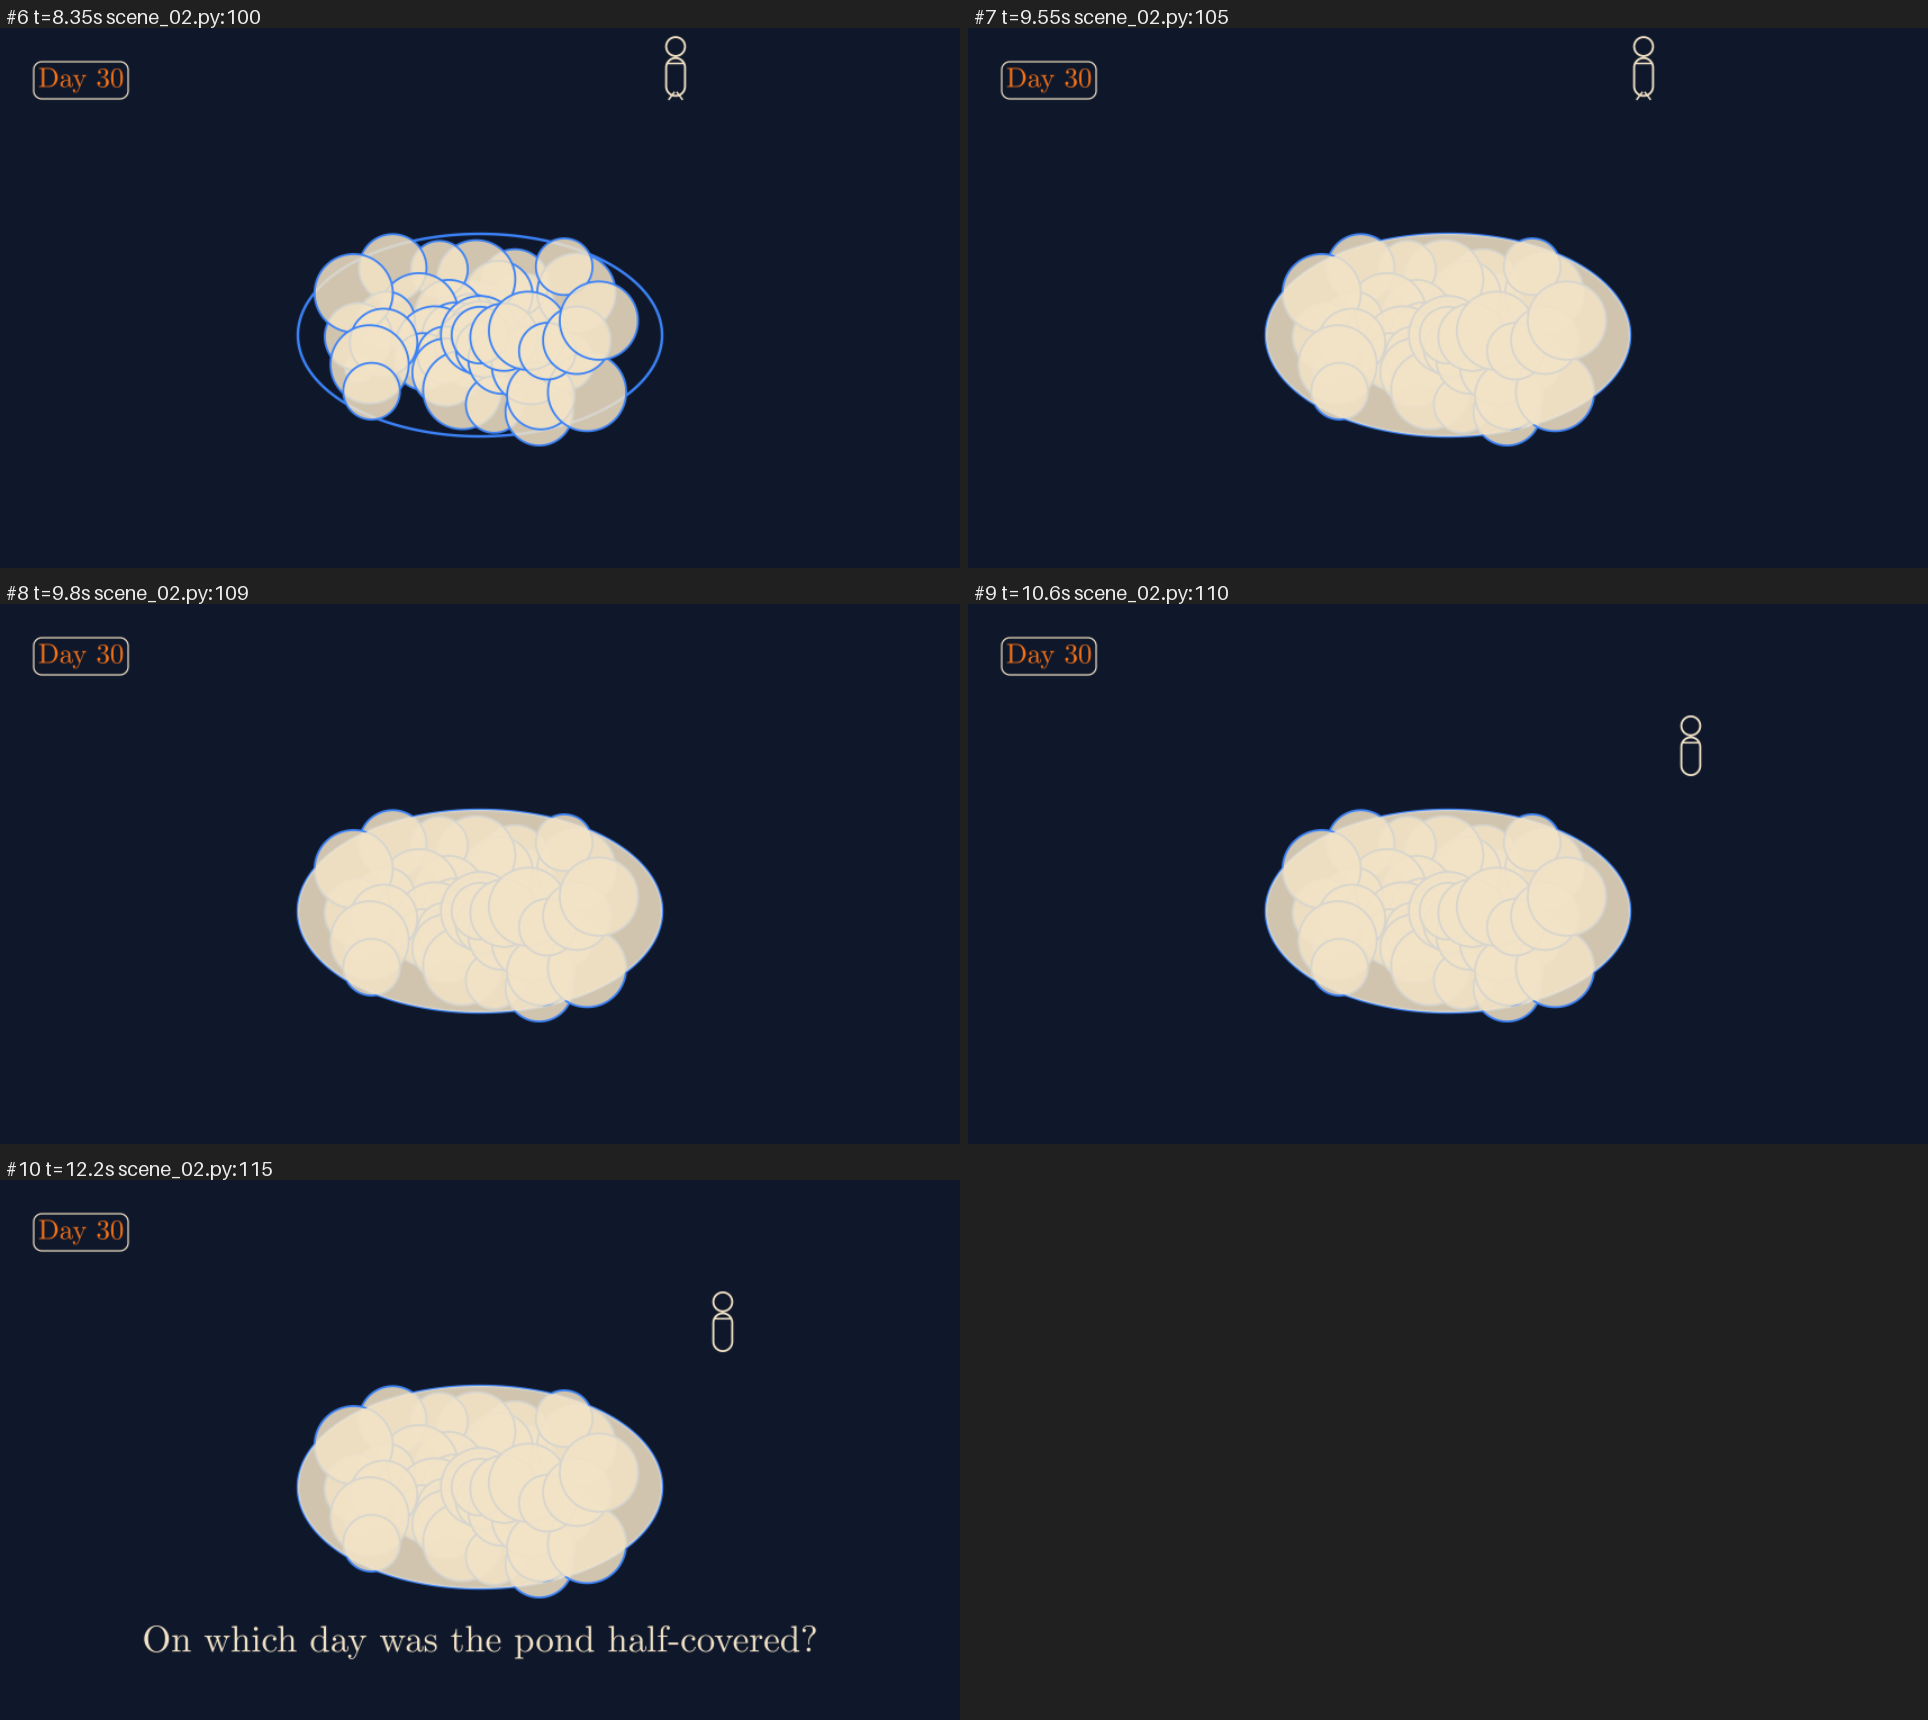 #6 t=8.35s scene_02.py:100
Day 30
#7 t=9.55s scene_02.py:105
Day 30
#8 t=9.8s scene_02.py:109
Day 30
#9 t=10.6s scene_02.py:110
Day 30
#10 t=12.2s scene_02.py:115
Day 30
On which day was the pond half-covered?